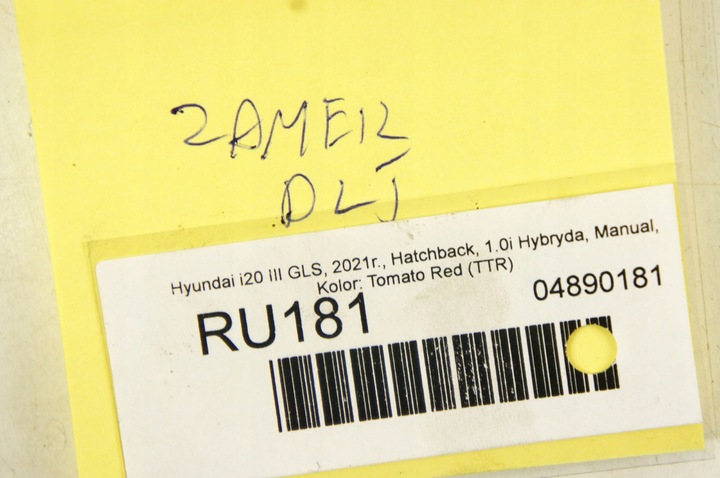 ZAMEK
DLJ
Hyundai i20 III GLS, 2021r., Hatchback, 1.0i Hybryda, Manual,
Kolor: Tomato Red (TTR)
RU181
04890181